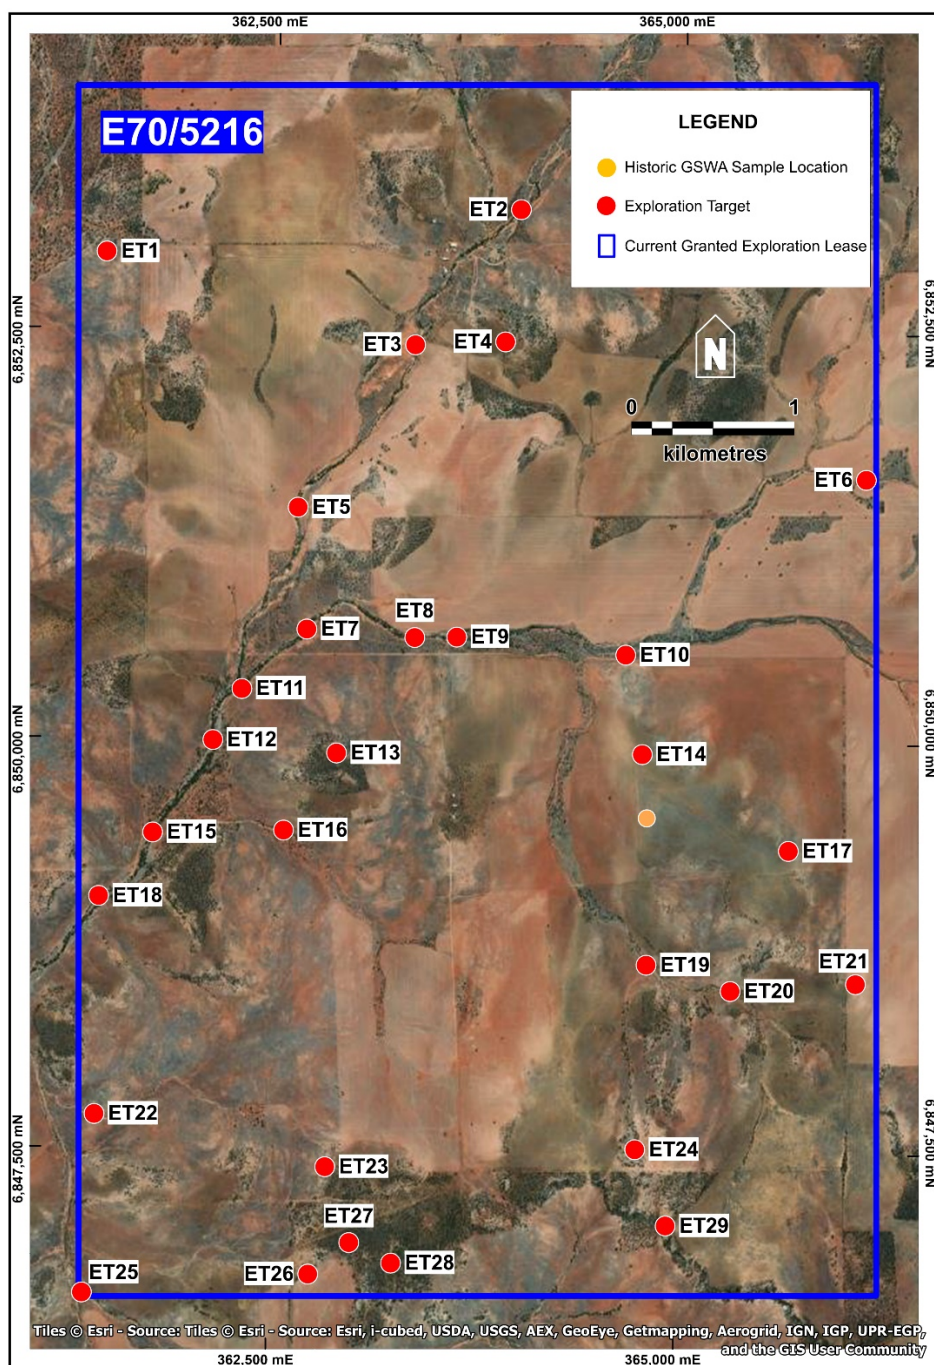 362,500 mE
365,000 mE
E70/5216
LEGEND
Historic GSWA Sample Location
Exploration Target
Current Granted Exploration Lease
ET2
ET1
6,852,500 mN
6,852,500 mN
ET3
ET4
N
0 1
kilometres
ET6
ET5
ET8
ET7
ET9
ET10
ET11
6,850,000 mN
6,850,000 mN
ET12
ET13
ET14
ET15
ET16
ET17
ET18
ET19
ET21
ET20
ET22
6,847,500 mN
6,847,500 mN
ET24
ET23
ET29
ET27
ET28
ET26
ET25
Tiles © Esri - Source: Tiles © Esri - Source: Esri, i-cubed, USDA, USGS, AEX, GeoEye, Getmapping, Aerogrid, IGN, IGP, UPR-EGP,
and the GIS User Community
362,500 mE
365,000 mE